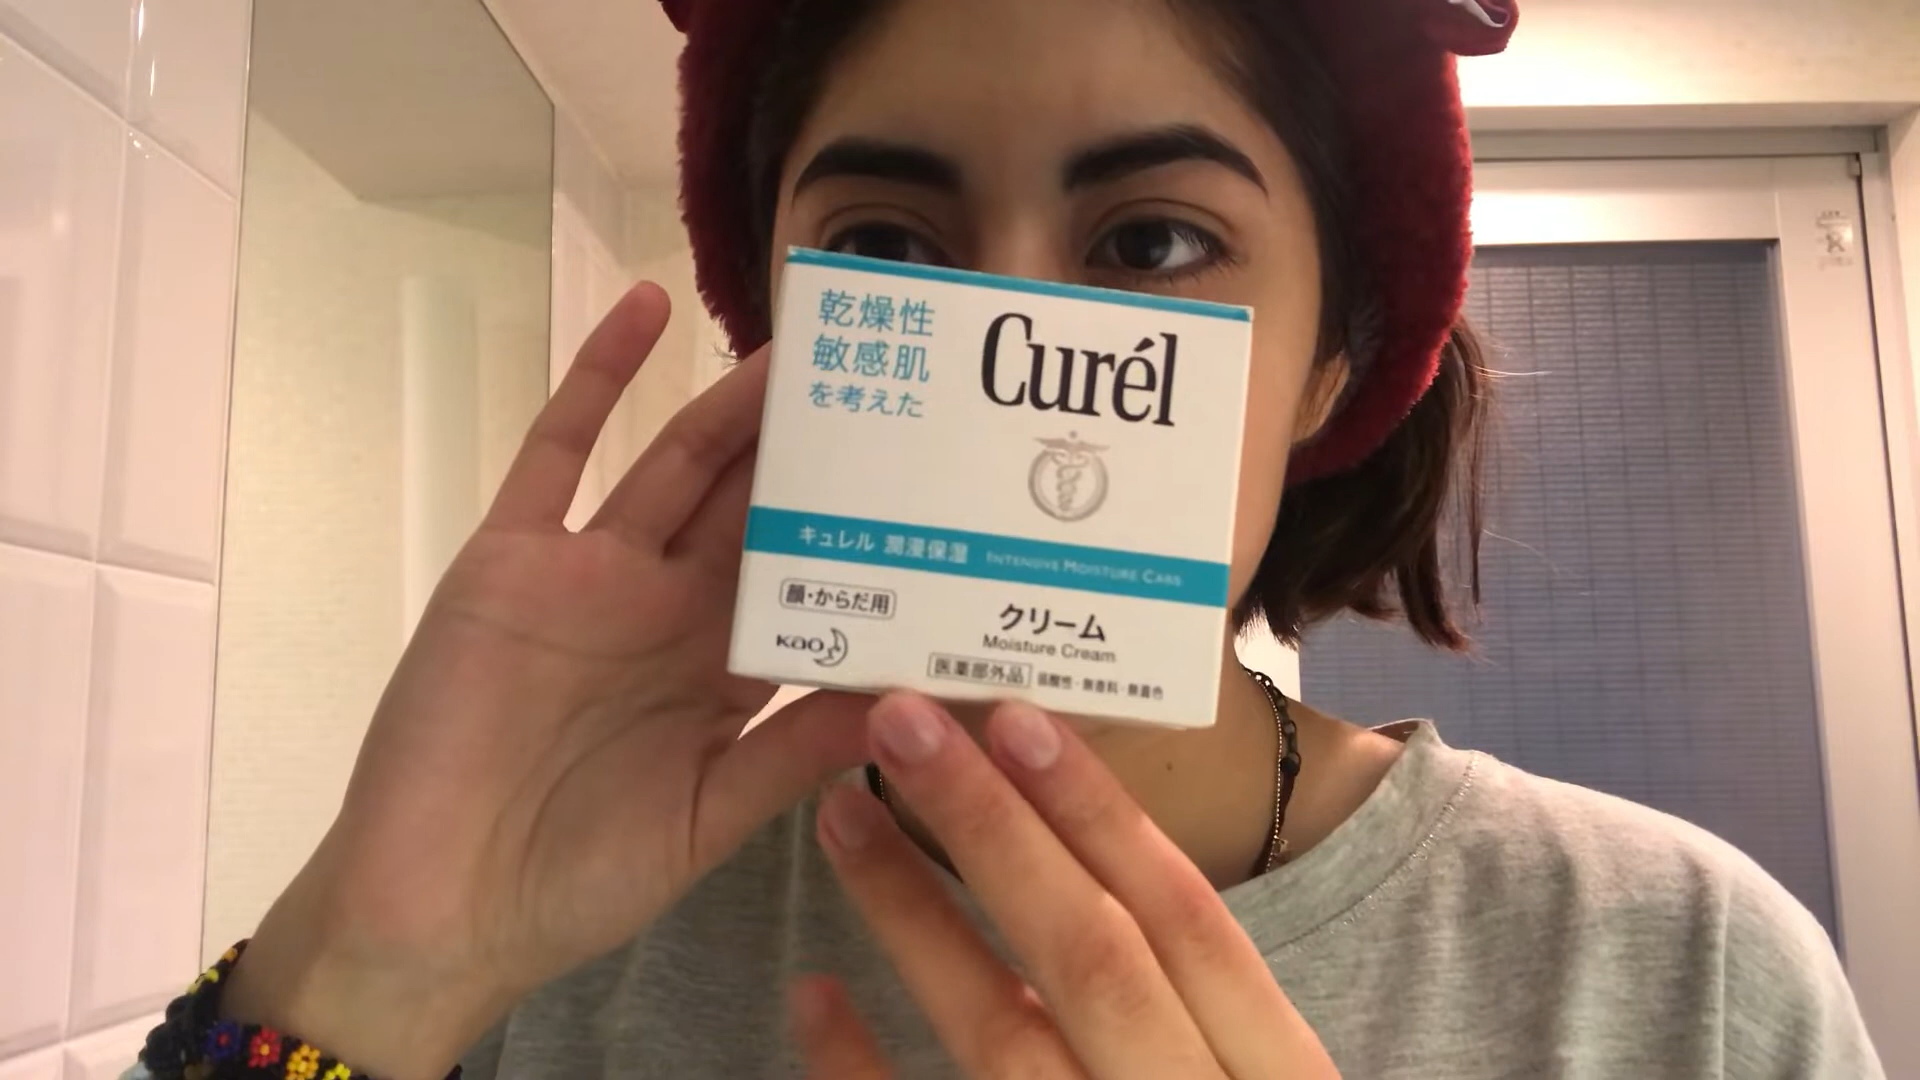 乾燥性
敏感肌
を考えた
Curél
キュレル 潤浸保湿 INTENSIVE MOISTURE CARE
顔・からだ用
Kao
クリーム
Moisture Cream
医薬部外品 弱酸性・無香料・無着色